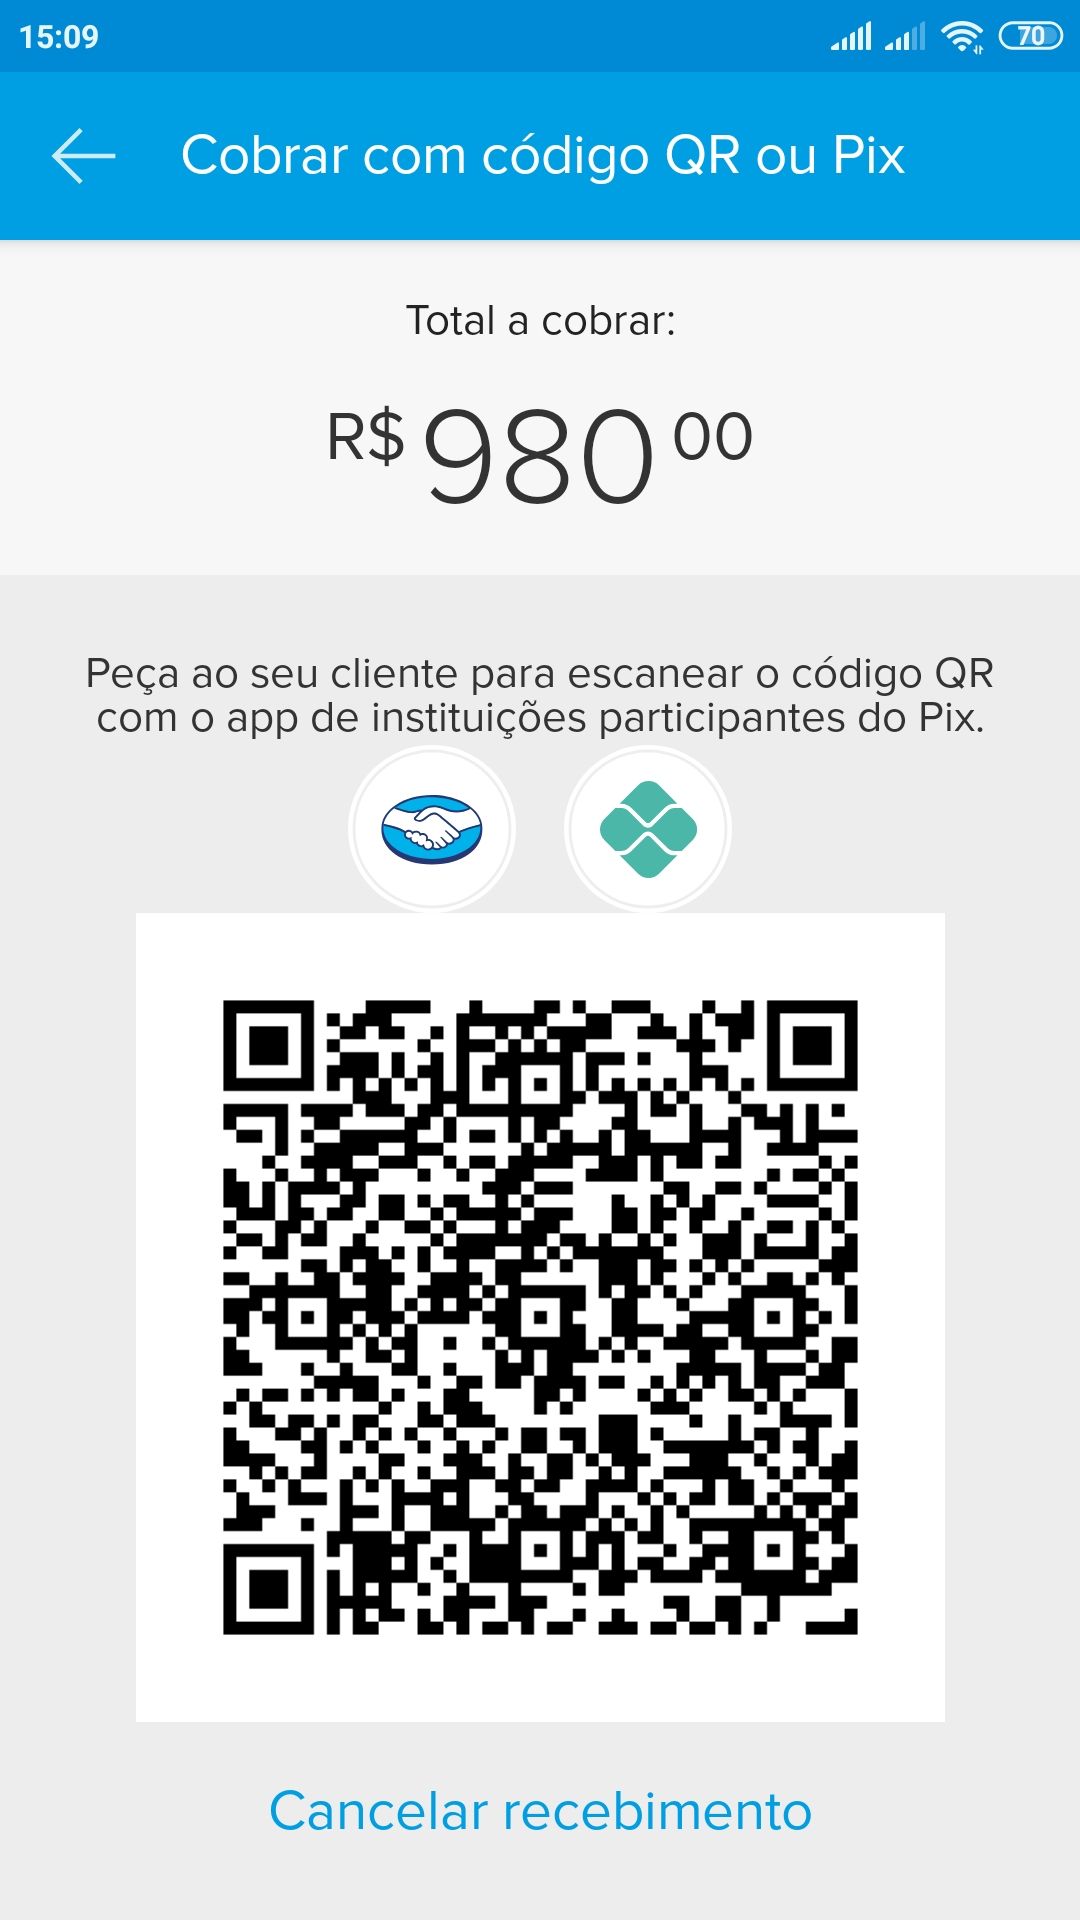 15:09
70
Cobrar com código QR ou Pix
Total a cobrar:
R$ 980 00
Peça ao seu cliente para escanear o código QR
com o app de instituições participantes do Pix.
Cancelar recebimento